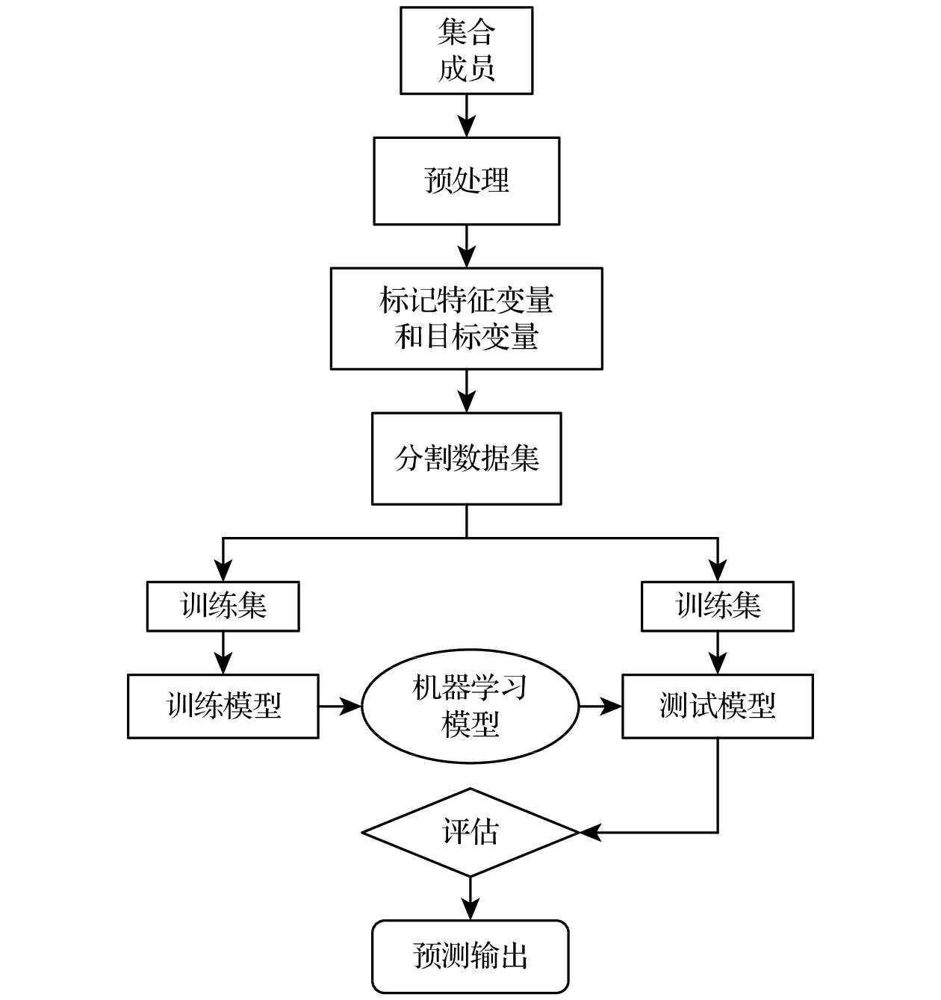 集合
成员
预处理
标记特征变量
和目标变量
分割数据集
训练集
训练集
训练模型
机器学习
模型
测试模型
评估
预测输出